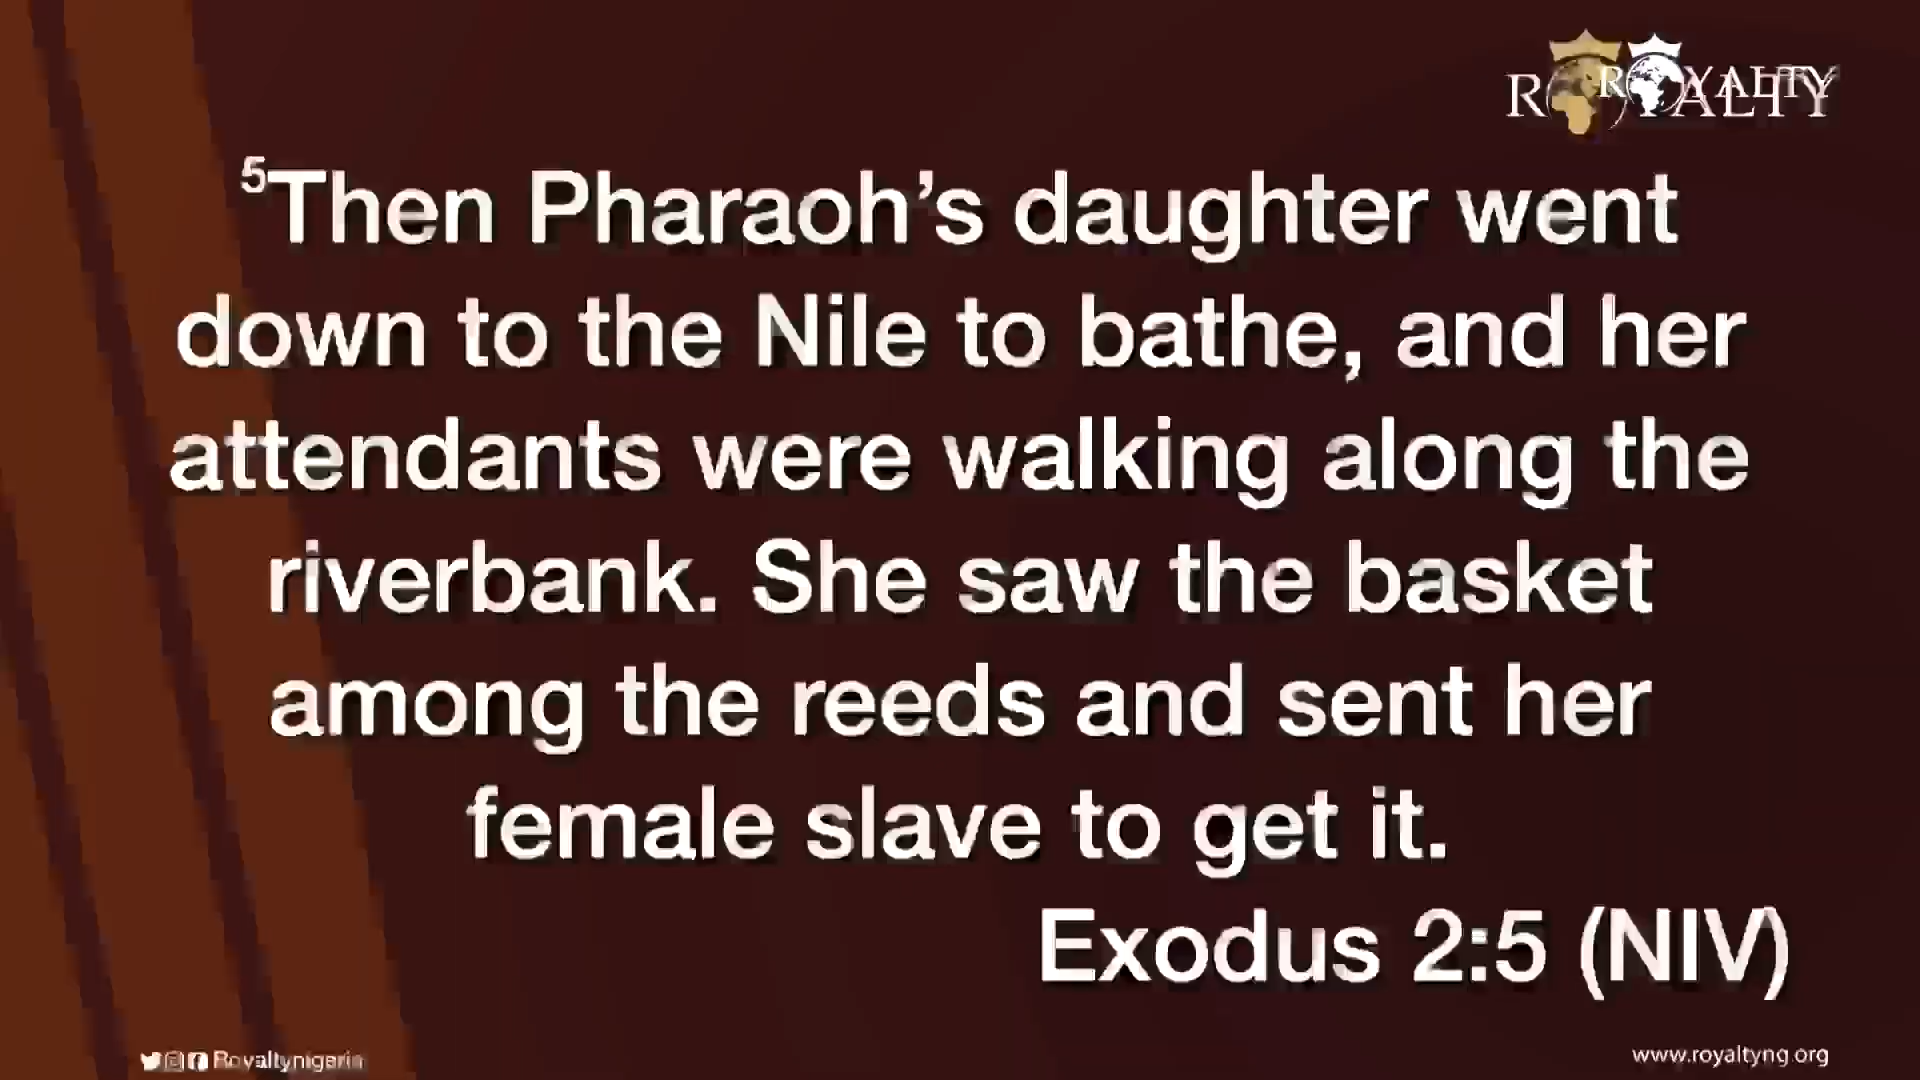 ROYALTY
ROYALTY
⁵Then Pharaoh’s daughter went
down to the Nile to bathe, and her
attendants were walking along the
riverbank. She saw the basket
among the reeds and sent her
female slave to get it.
Exodus 2:5 (NIV)
Royaltynigeria
www.royaltyng.org